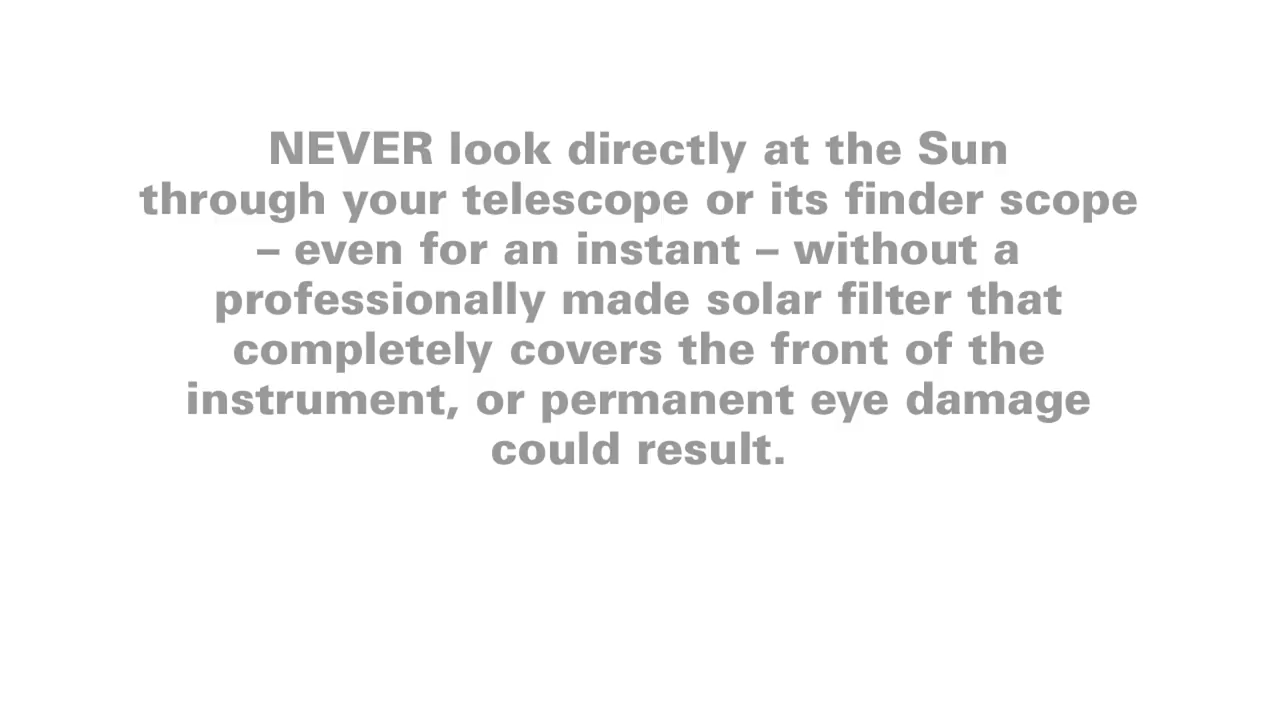 NEVER look directly at the Sun
through your telescope or its finder scope
– even for an instant – without a
professionally made solar filter that
completely covers the front of the
instrument, or permanent eye damage
could result.